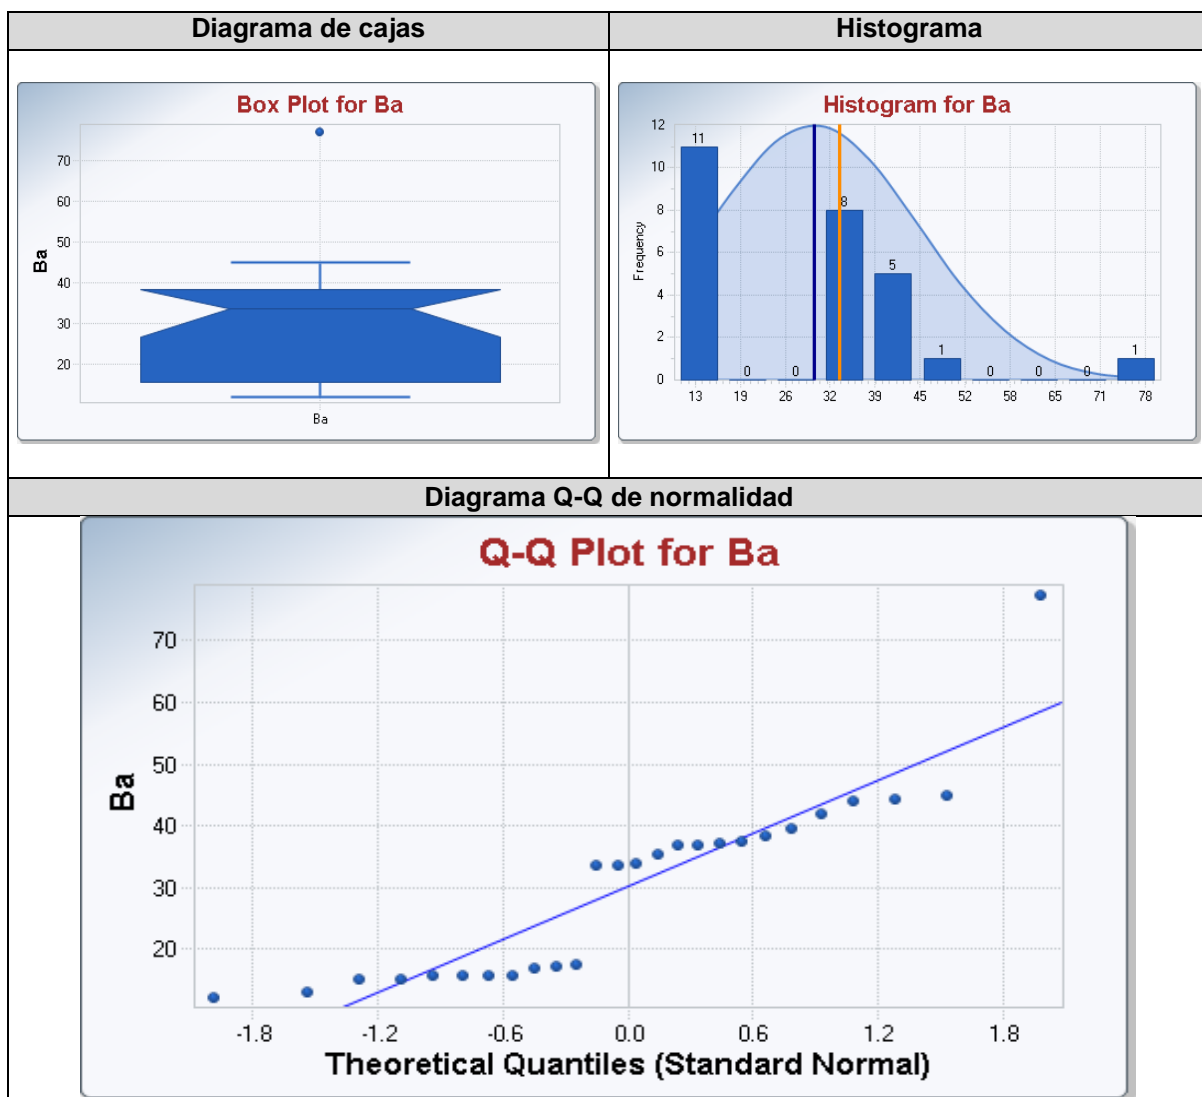 Diagrama de cajas
Histograma
Box Plot for Ba
Ba
70
60
50
40
30
20
Ba
Histogram for Ba
Frequency
12
10
8
6
4
2
0
11
0
0
8
5
1
0
0
0
1
13 19 26 32 39 45 52 58 65 71 78
Diagrama Q-Q de normalidad
Q-Q Plot for Ba
Ba
70
60
50
40
30
20
-1.8 -1.2 -0.6 0.0 0.6 1.2 1.8
Theoretical Quantiles (Standard Normal)